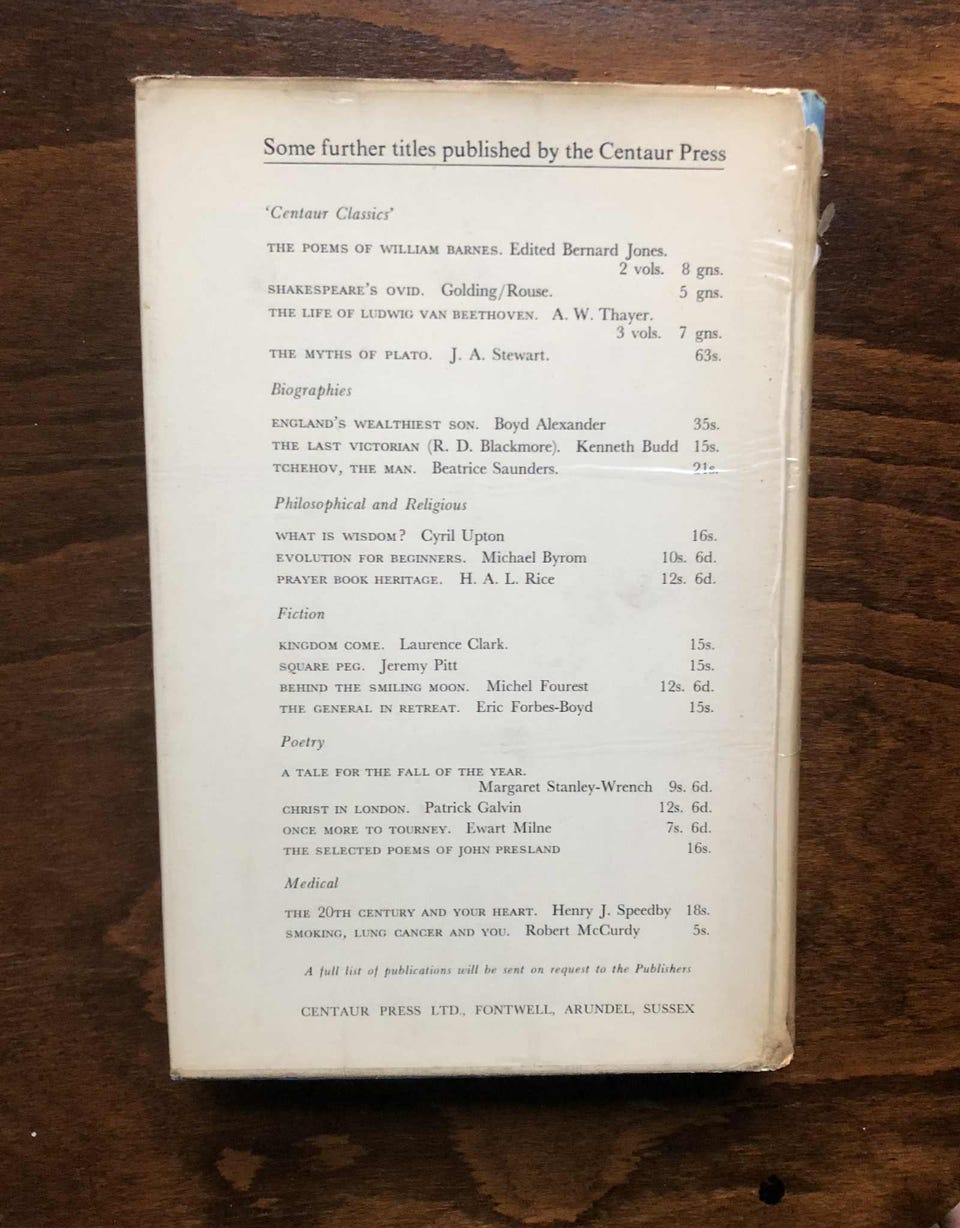 Some further titles published by the Centaur Press
'Centaur Classics'
THE POEMS OF WILLIAM BARNES. Edited Bernard Jones.
2 vols. 8 gns.
SHAKESPEARE'S OVID. Golding/Rouse. 5 gns.
THE LIFE OF LUDWIG VAN BEETHOVEN. A. W. Thayer.
3 vols. 7 gns.
THE MYTHS OF PLATO. J. A. Stewart. 63s.
Biographies
ENGLAND'S WEALTHIEST SON. Boyd Alexander 35s.
THE LAST VICTORIAN (R. D. Blackmore). Kenneth Budd 15s.
TCHEHOV, THE MAN. Beatrice Saunders. 21s.
Philosophical and Religious
WHAT IS WISDOM? Cyril Upton 16s.
EVOLUTION FOR BEGINNERS. Michael Byrom 10s. 6d.
PRAYER BOOK HERITAGE. H. A. L. Rice 12s. 6d.
Fiction
KINGDOM COME. Laurence Clark. 15s.
SQUARE PEG. Jeremy Pitt 15s.
BEHIND THE SMILING MOON. Michel Fourest 12s. 6d.
THE GENERAL IN RETREAT. Eric Forbes-Boyd 15s.
Poetry
A TALE FOR THE FALL OF THE YEAR.
Margaret Stanley-Wrench 9s. 6d.
CHRIST IN LONDON. Patrick Galvin 12s. 6d.
ONCE MORE TO TOURNEY. Ewart Milne 7s. 6d.
THE SELECTED POEMS OF JOHN PRESLAND 16s.
Medical
THE 20TH CENTURY AND YOUR HEART. Henry J. Speedby 18s.
SMOKING, LUNG CANCER AND YOU. Robert McCurdy 5s.
A full list of publications will be sent on request to the Publishers
CENTAUR PRESS LTD., FONTWELL, ARUNDEL, SUSSEX